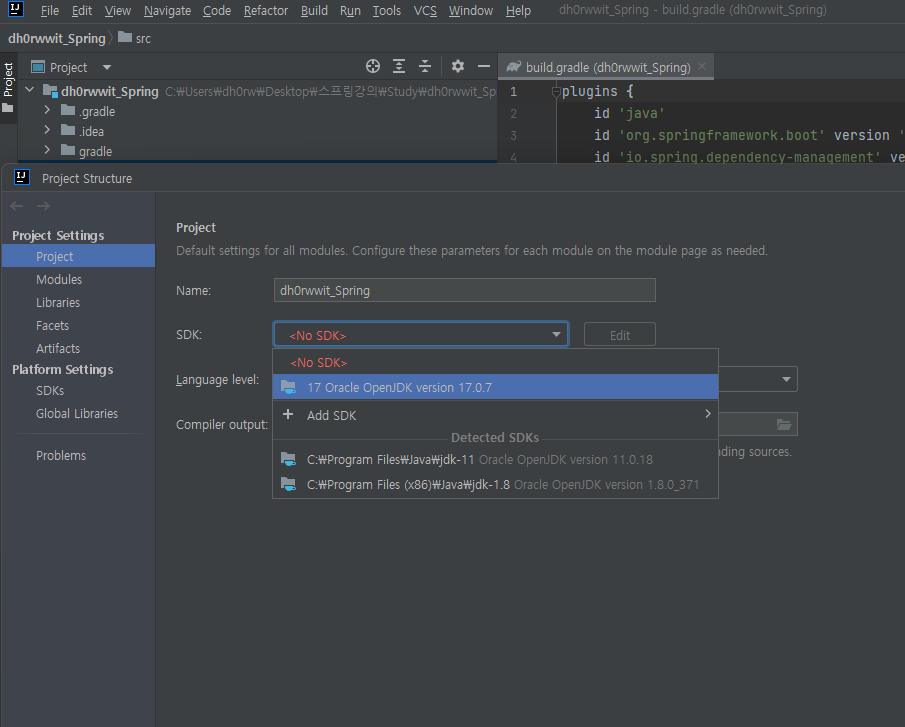 File Edit View Navigate Code Refactor Build Run Tools VCS Window Help dh0rwwit_Spring - build.gradle (dh0rwwit_Spring)
dh0rwwit_Spring src
Project
Project
build.gradle (dh0rwwit_Spring)
dh0rwwit_Spring C:₩Users₩dh0rw₩Desktop₩스프링강의₩Study₩dh0rwwit_Sp
.gradle
.idea
gradle
1 plugins {
2 id 'java'
3 id 'org.springframework.boot' version '
4 id 'io.spring.dependency-management' ve
Project Structure
Project Settings
Project
Modules
Libraries
Facets
Artifacts
Platform Settings
SDKs
Global Libraries
Problems
Project
Default settings for all modules. Configure these parameters for each module on the module page as needed.
Name: dh0rwwit_Spring
SDK: <No SDK> Edit
<No SDK>
Language level: 17 Oracle OpenJDK version 17.0.7
Compiler output: Add SDK
Detected SDKs
ding sources.
C:₩Program Files₩Java₩jdk-11 Oracle OpenJDK version 11.0.18
C:₩Program Files (x86)₩Java₩jdk-1.8 Oracle OpenJDK version 1.8.0_371